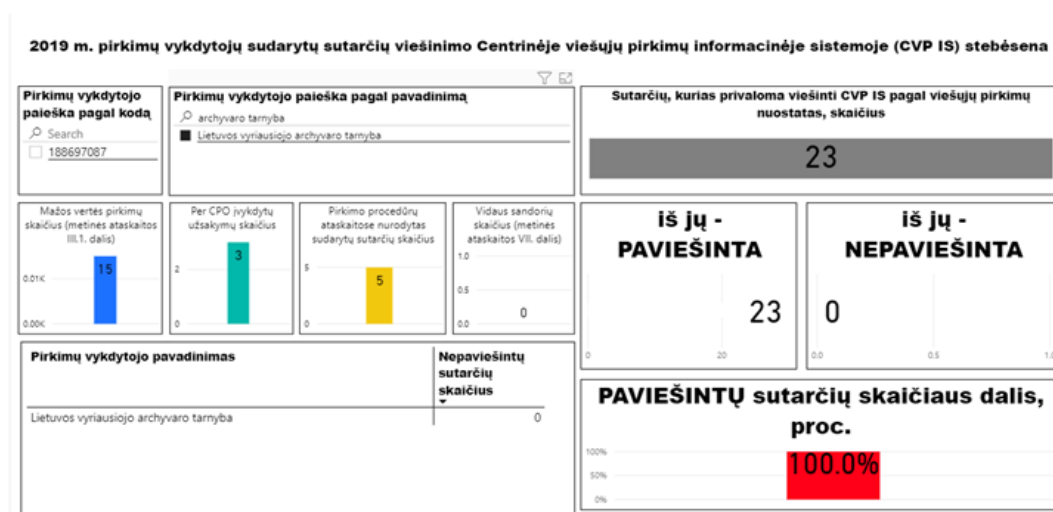 2019 m. pirkimų vykdytojų sudarytų sutarčių viešinimo Centrinėje viešųjų pirkimų informacinėje sistemoje (CVP IS) stebėsena
Pirkimų vykdytojo
paieška pagal kodą
Search
188697087
Pirkimų vykdytojo paieška pagal pavadinimą
archyvaro tarnyba
Lietuvos vyriausiojo archyvaro tarnyba
Sutarčių, kurias privaloma viešinti CVP IS pagal viešųjų pirkimų
nuostatas, skaičius
23
Mažos vertės pirkimų
skaičius (metinės ataskaitos
III.1. dalis)
0.01K
15
0.00K
Per CPO įvykdytų
užsakymų skaičius
2
3
0
Pirkimo procedūrų
ataskaitose nurodytas
sudarytų sutarčių skaičius
5
5
0
Vidaus sandorių
skaičius (metinės
ataskaitos VII. dalis)
1.0
0.5
0
0.0
iš jų -
PAVIEŠINTA
23
0 20
iš jų -
NEPAVIEŠINTA
0
0.0 0.5 1.0
Pirkimų vykdytojo pavadinimas
Nepaviešintų
sutarčių
skaičius
Lietuvos vyriausiojo archyvaro tarnyba 0
PAVIEŠINTŲ sutarčių skaičiaus dalis,
proc.
100%
100.0%
50%
0%